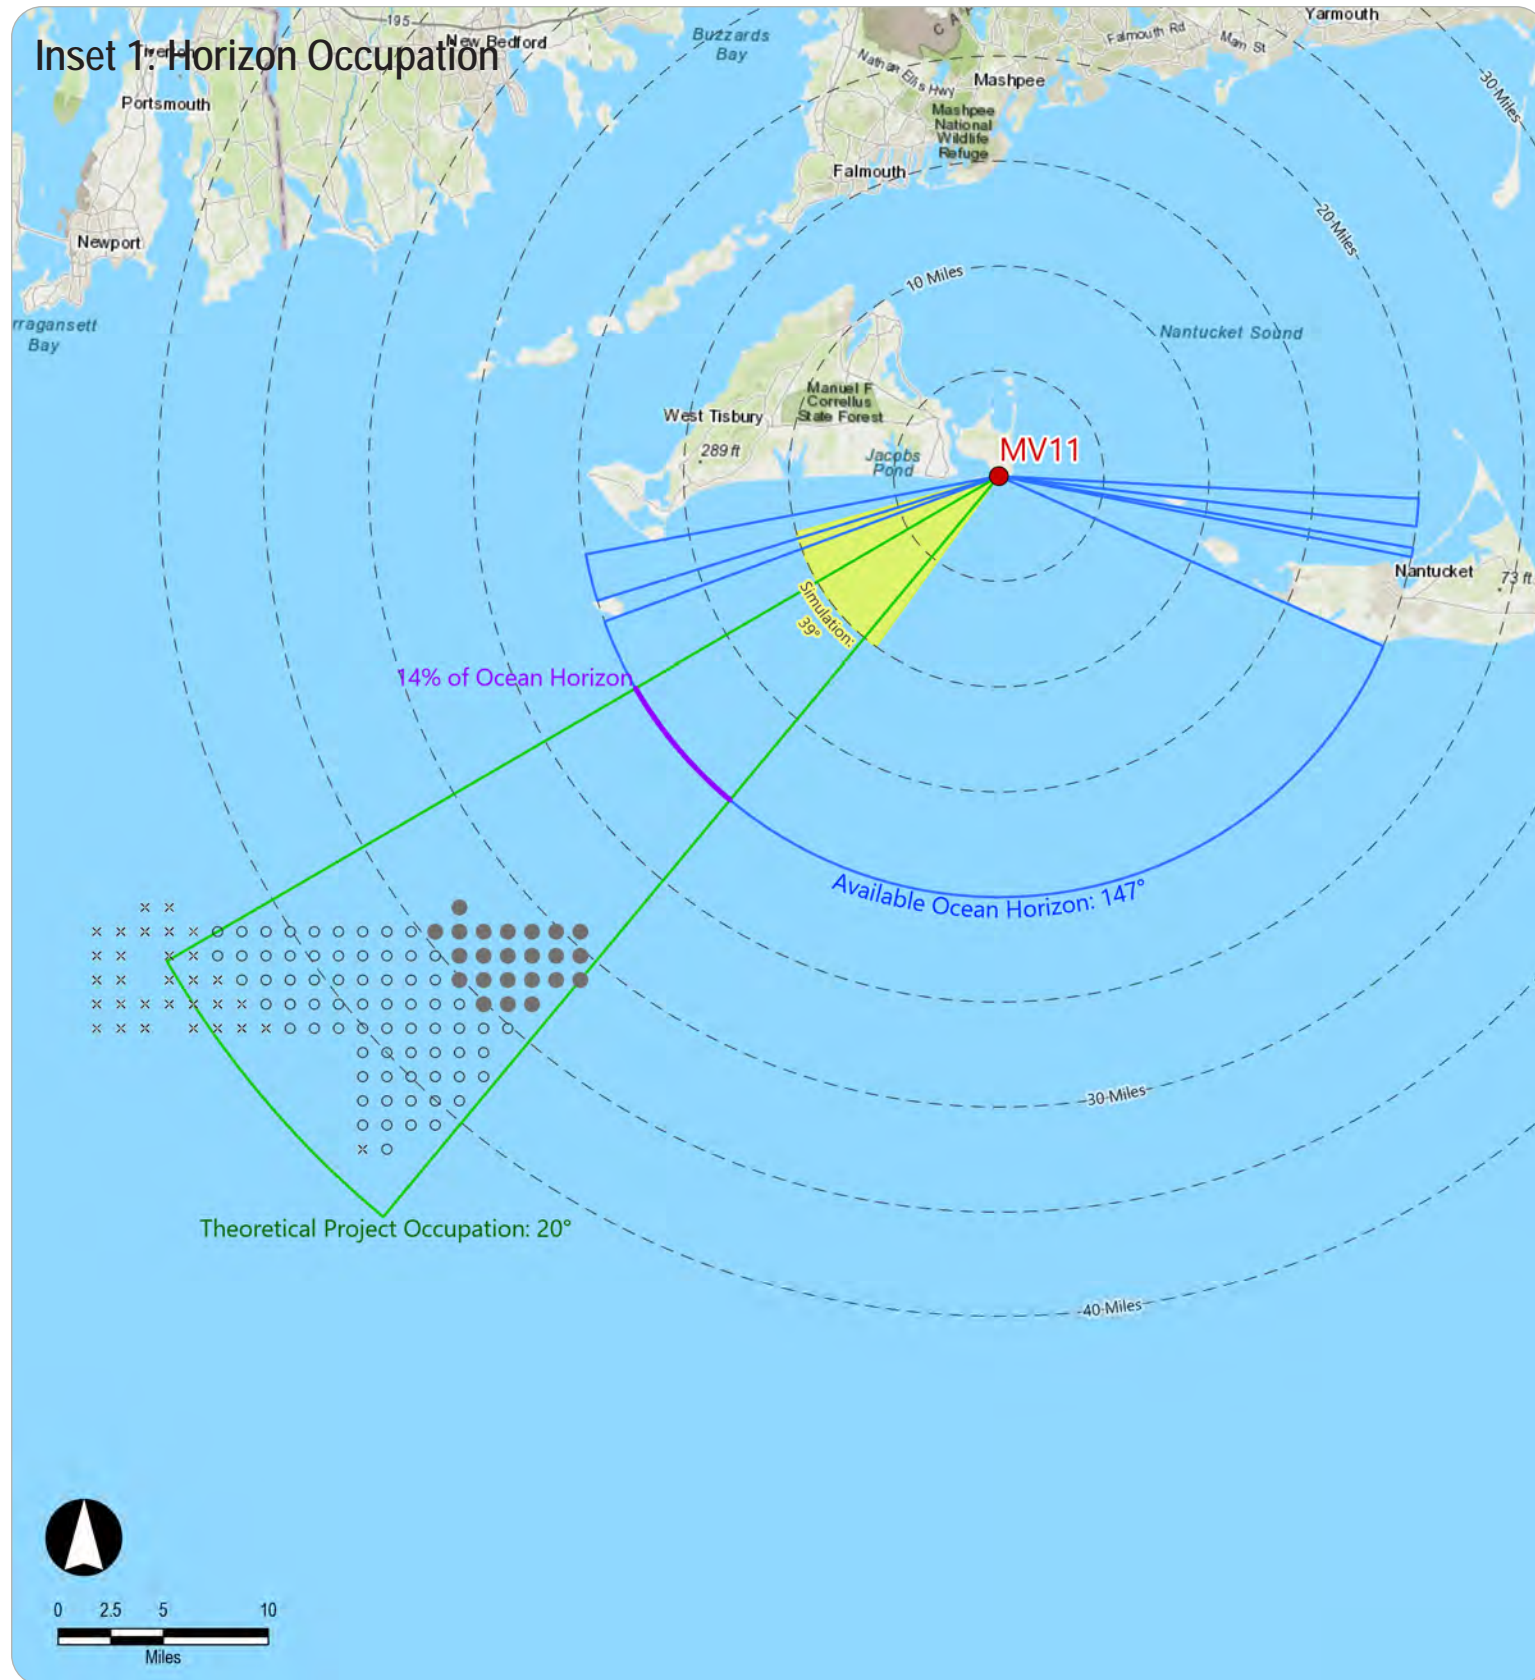 Inset 1: Horizon Occupation
195
New Bedford
Buzzards
Bay
Yarmouth
Falmouth Rd
Main St
Nathan Ellis Hwy
Mashpee
30 Miles
Portsmouth
Mashpee
National
Wildlife
Refuge
Falmouth
20 Miles
Newport
10 Miles
rragansett
Bay
Nantucket Sound
Manuel F
Correllus
State Forest
West Tisbury
289 ft
Jacobs
Pond
MV11
Nantucket
73 ft
Simulation:
39°
14% of Ocean Horizon
Available Ocean Horizon: 147°
30 Miles
Theoretical Project Occupation: 20°
40 Miles
0 2.5 5 10
Miles